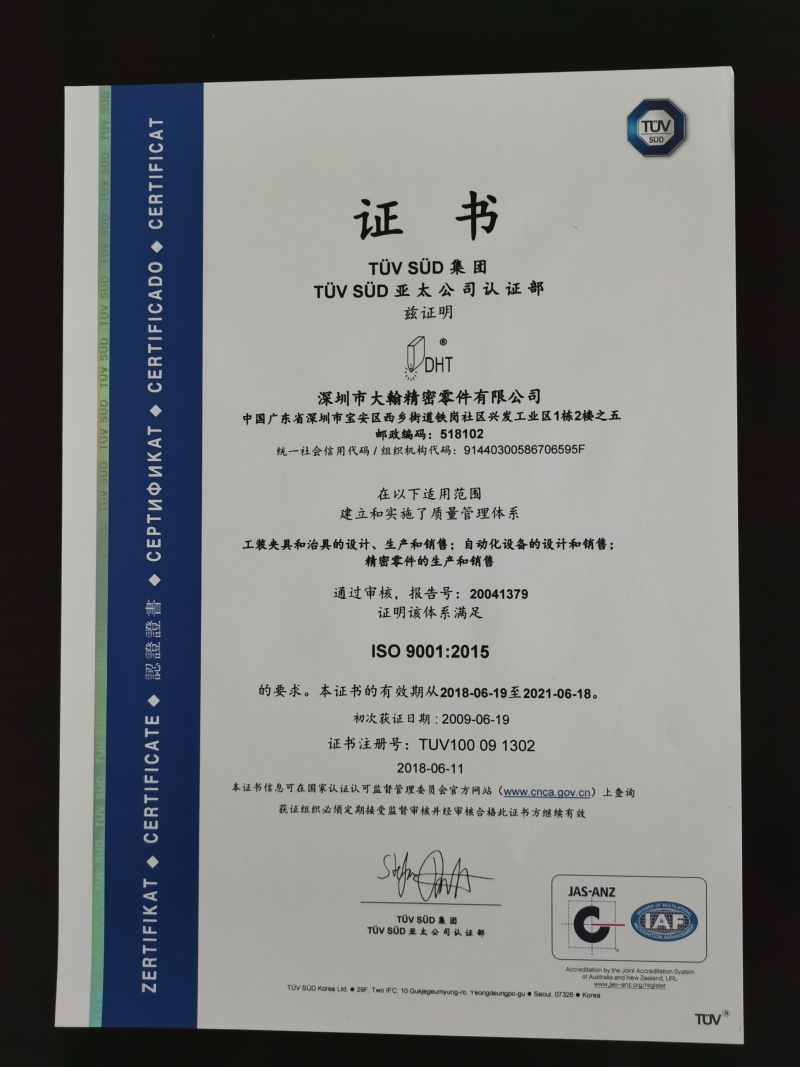 TÜV
SÜD
证 书
TÜV SÜD 集团
TÜV SÜD 亚太公司认证部
兹证明
®
DHT
深圳市大翰精密零件有限公司
中国广东省深圳市宝安区西乡街道铁岗社区兴发工业区1栋2楼之五
邮政编码：518102
统一社会信用代码 / 组织机构代码：91440300586706595F
在以下适用范围
建立和实施了质量管理体系
工装夹具和治具的设计、生产和销售；自动化设备的设计和销售；
精密零件的生产和销售
通过审核，报告号：20041379
证明该体系满足
ISO 9001:2015
的要求。本证书的有效期从2018-06-19至2021-06-18。
初次获证日期：2009-06-19
证书注册号：TUV100 09 1302
2018-06-11
本证书信息可在国家认证认可监督管理委员会官方网站（www.cnca.gov.cn）上查询
获证组织必须定期接受监督审核并经审核合格此证书方继续有效
TÜV SÜD 集团
TÜV SÜD 亚太公司认证部
JAS-ANZ
C
MEMBER OF MULTILATERAL
IAF
RECOGNITION ARRANGEMENT
Accreditation by the Joint Accreditation System
of Australia and New Zealand, URL
www.jas-anz.org/register
TÜV SÜD Korea Ltd. ● 29F, Two IFC, 10 Gukjegeumyung-ro, Yeongdeungpo-gu ● Seoul, 07326 ● Korea
TÜV®
ZERTIFIKAT ◆ CERTIFICATE ◆ 認證證書 ◆ СЕРТИФИКАТ ◆ CERTIFICADO ◆ CERTIFICAT
TÜV SÜD TÜV SÜD TÜV SÜD TÜV SÜD